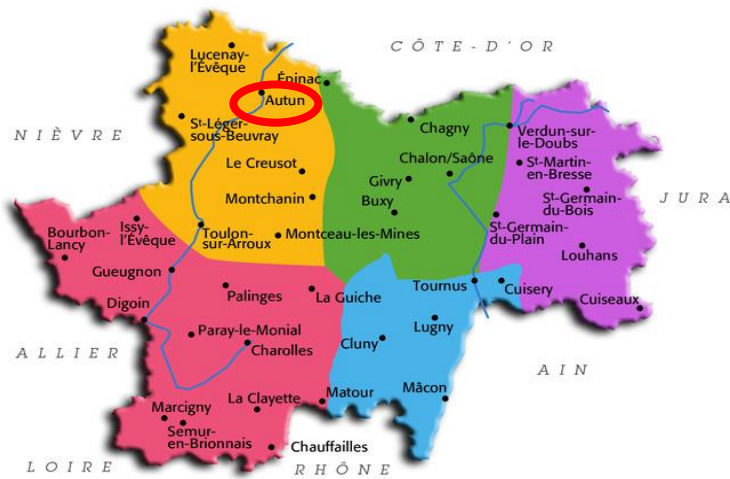 CÔTE-D'OR
Lucenay-
l'Évêque
Épinac
Autun
NIÈVRE
St-Léger-
sous-Beuvray
Chagny
Verdun-sur-
le-Doubs
Le Creusot
Chalon/Saône
St-Martin-
en-Bresse
Givry
Montchanin
Buxy
St-Germain-
du-Bois
JURA
Bourbon-
Lancy
Issy-
l'Évêque
Toulon-
sur-Arroux
Montceau-les-Mines
St-Germain-
du-Plain
Louhans
Gueugnon
Palinges
La Guiche
Tournus
Cuisery
Cuiseaux
Digoin
Paray-le-Monial
Charolles
Lugny
Cluny
ALLIER
AIN
La Clayette
Matour
Mâcon
Marcigny
Semur-
en-Brionnais
Chauffailles
LOIRE
RHÔNE